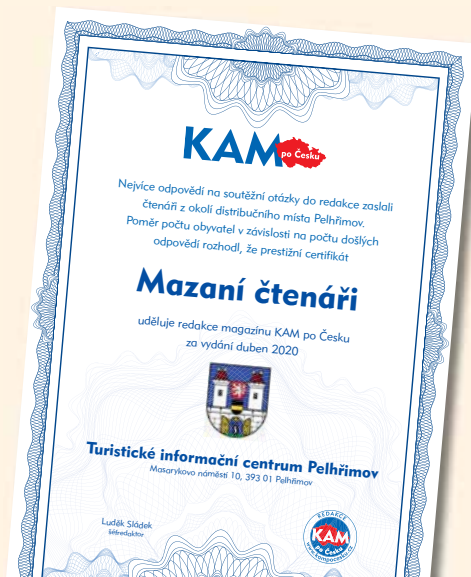 KAM
po Česku
Nejvíce odpovědí na soutěžní otázky do redakce zaslali
čtenáři z okolí distribučního místa Pelhřimov.
Poměr počtu obyvatel v závislosti na počtu došlých
odpovědí rozhodl, že prestižní certifikát
Mazaní čtenáři
uděluje redakce magazínu KAM po Česku
za vydání duben 2020
Turistické informační centrum Pelhřimov
Masarykovo náměstí 10, 393 01 Pelhřimov
Luděk Sládek
šéfredaktor
REDAKCE
KAM
po Česku
www.kampocesku.cz